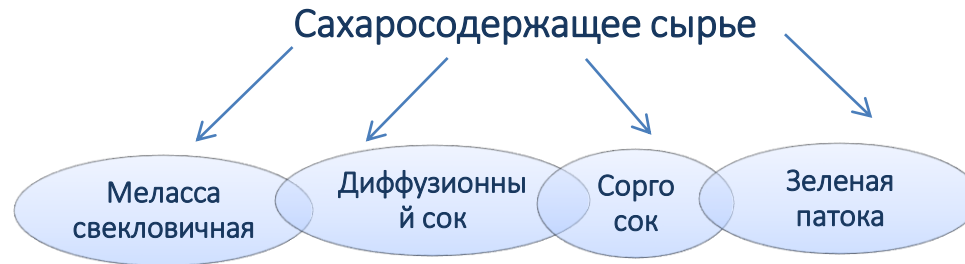 Сахаросодержащее сырье
Меласса
свекловичная
Диффузионны
й сок
Сорго
сок
Зеленая
патока